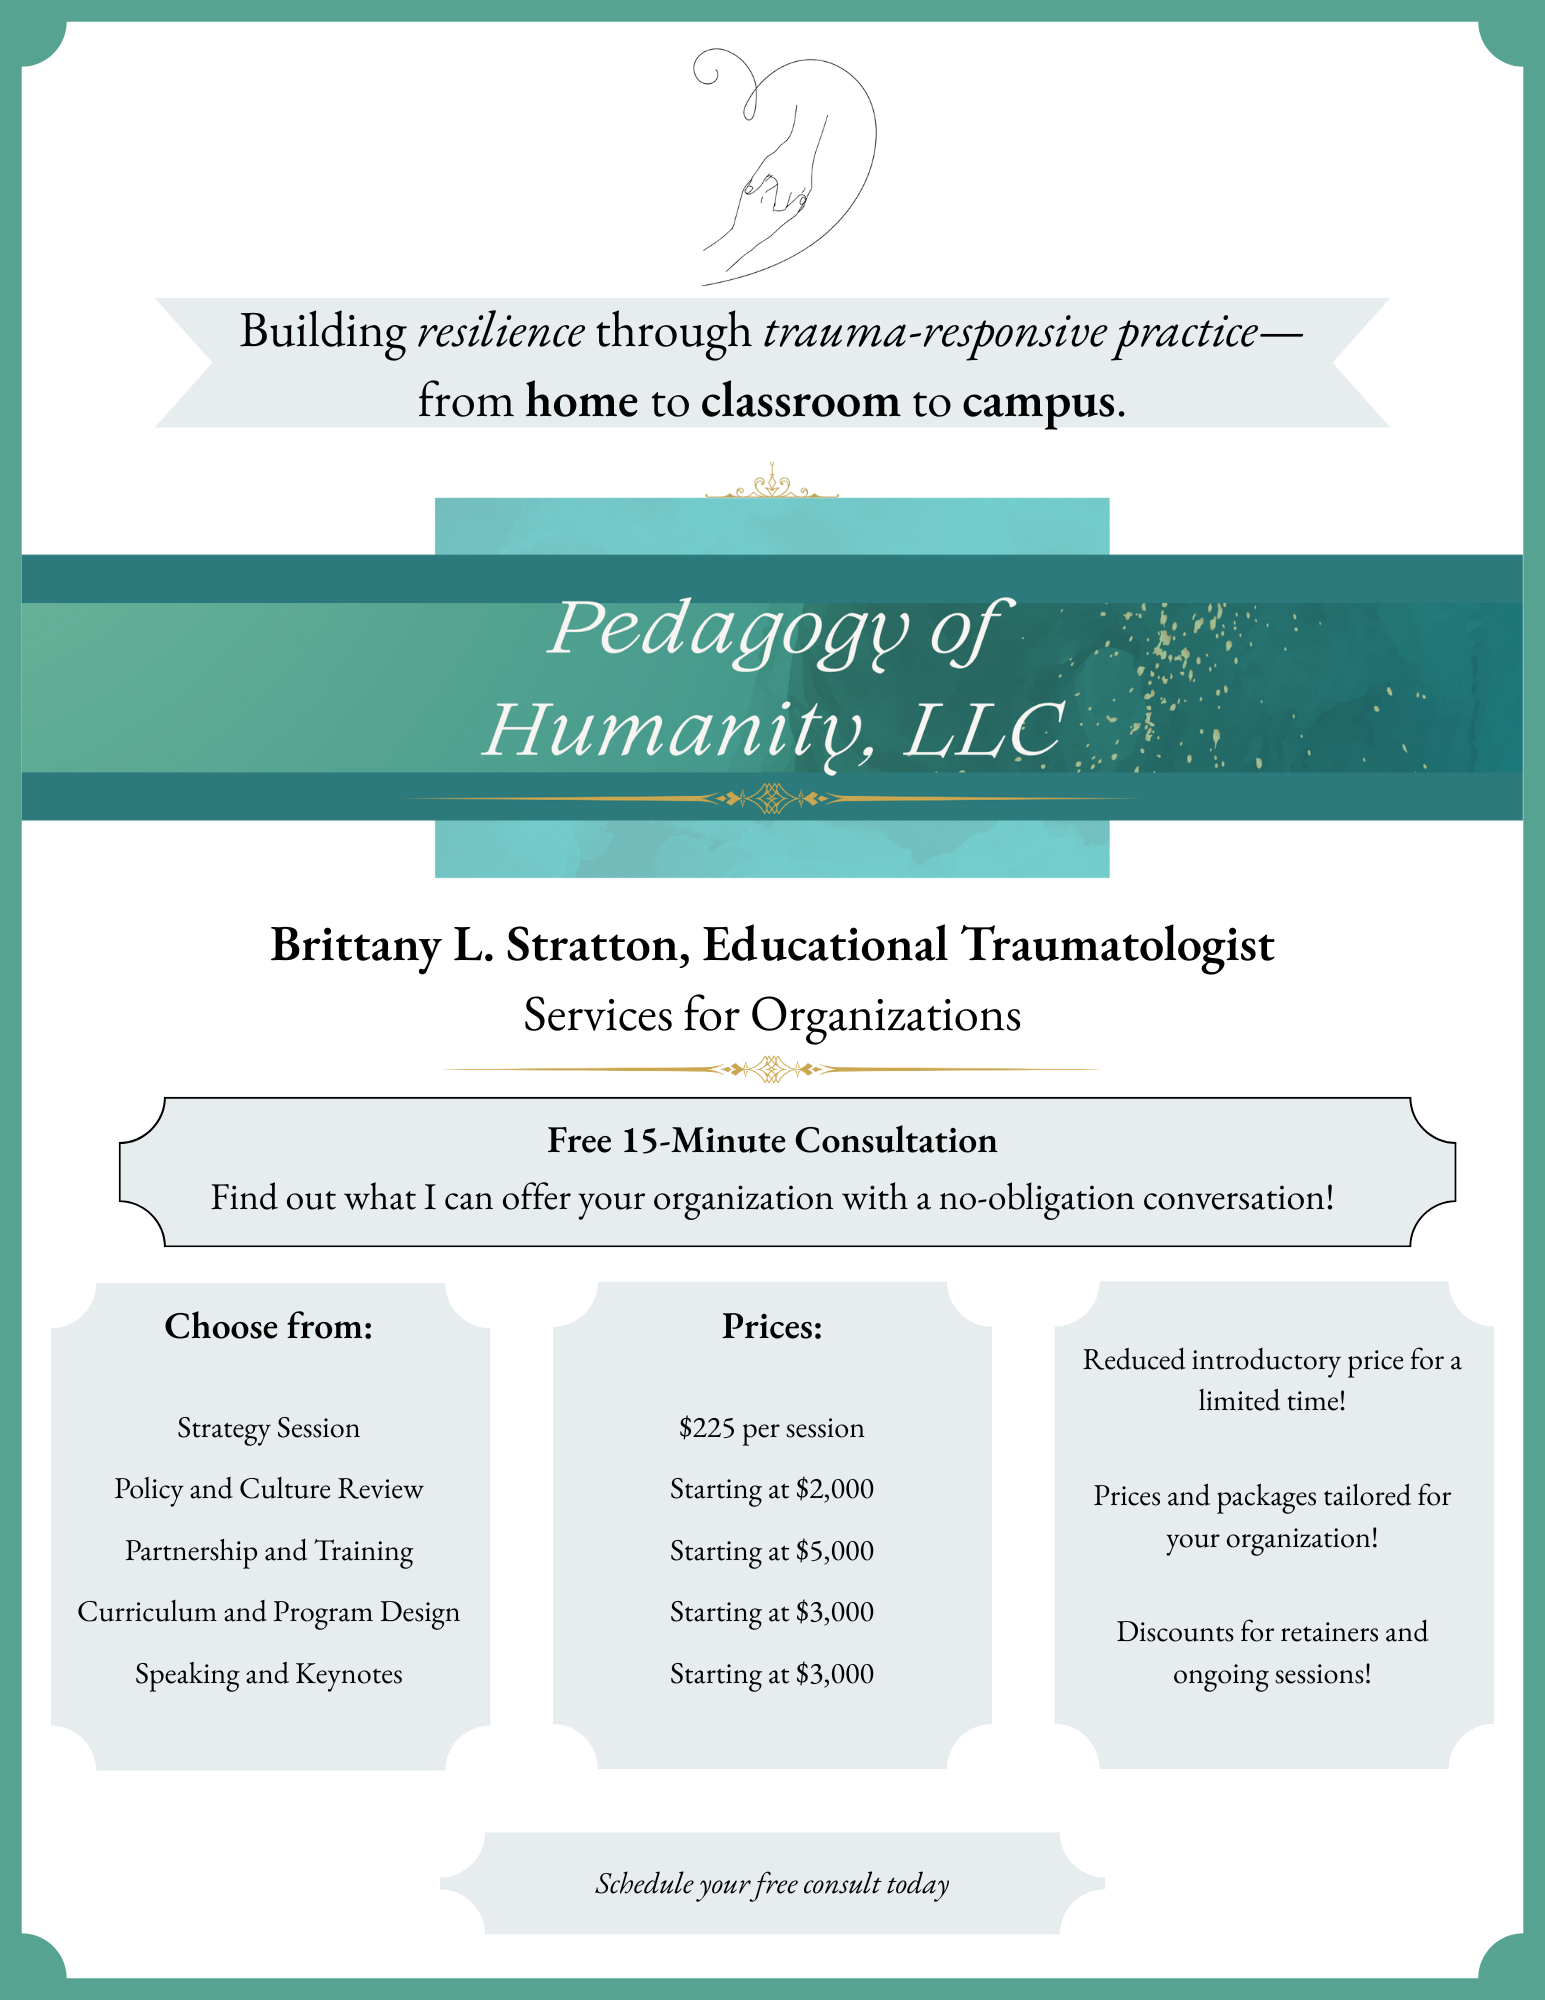 Building resilience through trauma-responsive practice—
from home to classroom to campus.
Pedagogy of
Humanity, LLC
Brittany L. Stratton, Educational Traumatologist
Services for Organizations
Free 15-Minute Consultation
Find out what I can offer your organization with a no-obligation conversation!
Choose from:
Strategy Session
Policy and Culture Review
Partnership and Training
Curriculum and Program Design
Speaking and Keynotes
Prices:
$225 per session
Starting at $2,000
Starting at $5,000
Starting at $3,000
Starting at $3,000
Reduced introductory price for a
limited time!
Prices and packages tailored for
your organization!
Discounts for retainers and
ongoing sessions!
Schedule your free consult today